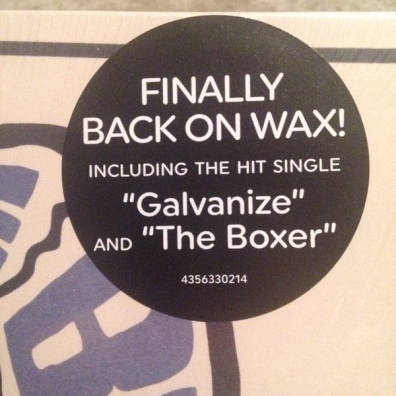 FINALLY
BACK ON WAX!
INCLUDING THE HIT SINGLE
"Galvanize"
AND "The Boxer"
4356330214